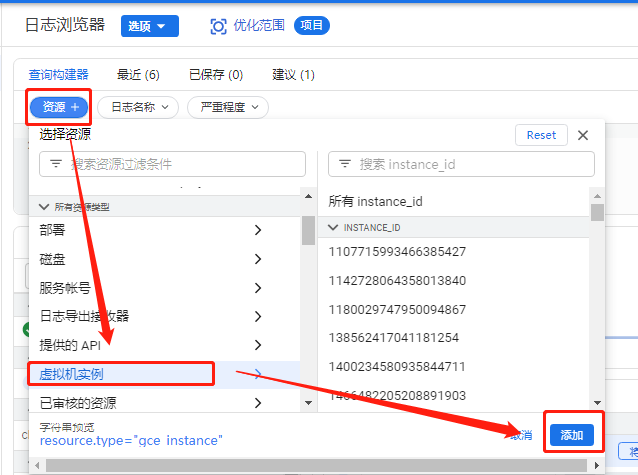 日志浏览器 选项 优化范围 项目
查询构建器 最近 (6) 已保存 (0) 建议 (1)
资源 + 日志名称 严重程度
选择资源 Reset
搜索资源过滤条件 搜索 instance_id
所有 instance_id
所有资源类型 INSTANCE_ID
部署 1107715993466385427
磁盘 1142728064358013840
服务帐号 1180029747950094867
日志导出接收器 138562417041181254
提供的 API 1400234580935844711
虚拟机实例 1466482205208891903
已审核的资源
字符串预览
resource.type="gce_instance" 取消 添加